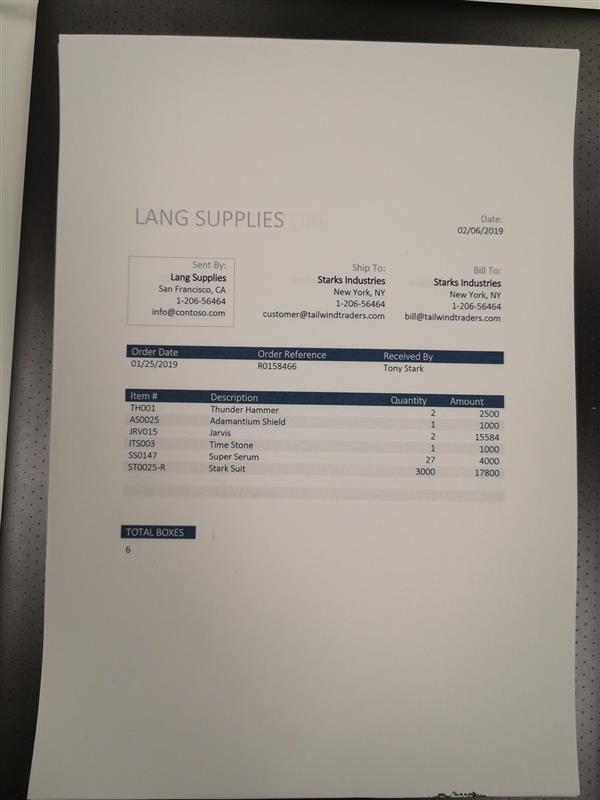 LANG SUPPLIES
Date:
02/06/2019
Sent By:
Lang Supplies
San Francisco, CA
1-206-56464
info@contoso.com
Ship To:
Starks Industries
New York, NY
1-206-56464
customer@tailwindtraders.com
Bill To:
Starks Industries
New York, NY
1-206-56464
bill@tailwindtraders.com
Order Date Order Reference Received By
01/25/2019 R0158466 Tony Stark
Item # Description Quantity Amount
TH001 Thunder Hammer 2 2500
AS0025 Adamantium Shield 1 1000
JRV015 Jarvis 2 15584
ITS003 Time Stone 1 1000
SS0147 Super Serum 27 4000
ST0025-R Stark Suit 3000 17800
TOTAL BOXES
6